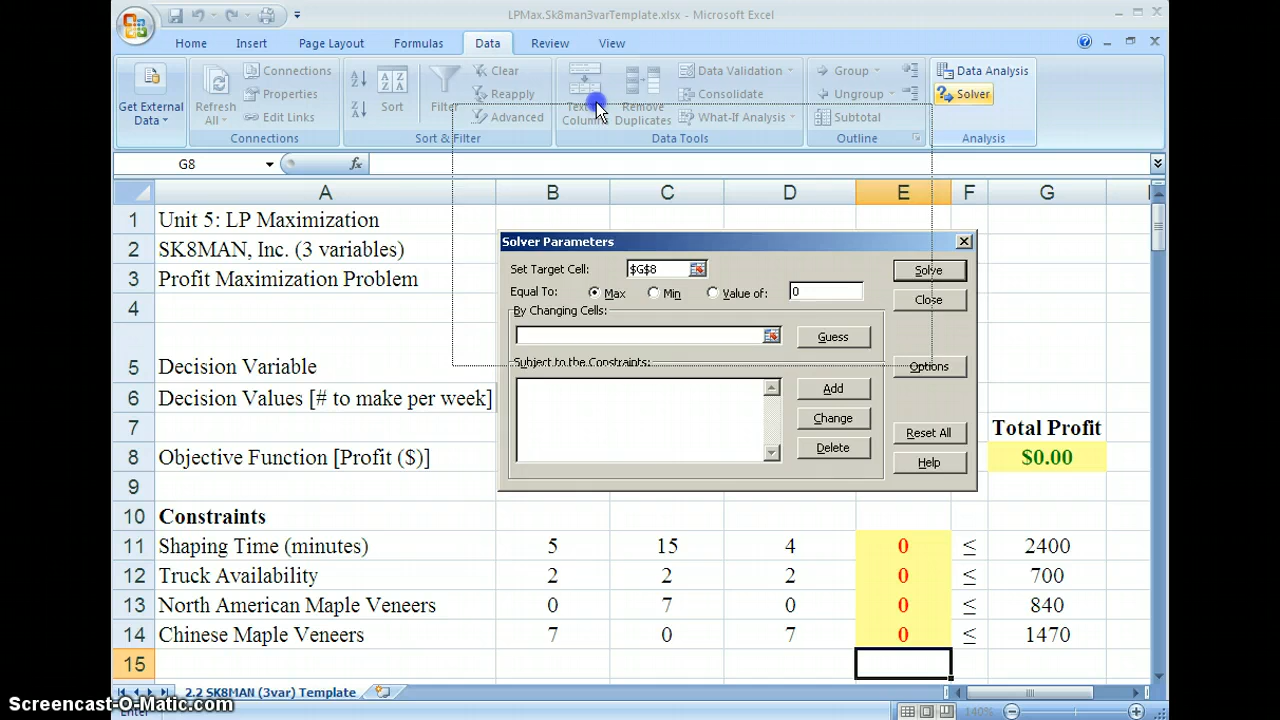 LPMax.Sk8man3varTemplate.xlsx - Microsoft Excel
Home Insert Page Layout Formulas Data Review View
Get External Data
Refresh All
Connections
Properties
Edit Links
Connections
Sort
Filter
Clear
Reapply
Advanced
Sort & Filter
Text to Columns
Remove Duplicates
Data Validation
Consolidate
What-If Analysis
Data Tools
Group
Ungroup
Subtotal
Outline
Data Analysis
Solver
Analysis
G8 fx
A B C D E F G
1 Unit 5: LP Maximization
2 SK8MAN, Inc. (3 variables)
3 Profit Maximization Problem
4
5 Decision Variable
6 Decision Values [# to make per week]
7 Total Profit
8 Objective Function [Profit ($)] $0.00
9
10 Constraints
11 Shaping Time (minutes) 5 15 4 0 ≤ 2400
12 Truck Availability 2 2 2 0 ≤ 700
13 North American Maple Veneers 0 7 0 0 ≤ 840
14 Chinese Maple Veneers 7 0 7 0 ≤ 1470
15
Solver Parameters
Set Target Cell: $G$8 Solve
Equal To: Max Min Value of: 0 Close
By Changing Cells:
Guess
Subject to the Constraints: Options
Add
Change Reset All
Delete Help
2.2 SK8MAN (3var) Template
Enter 140%
Screencast-O-Matic.com